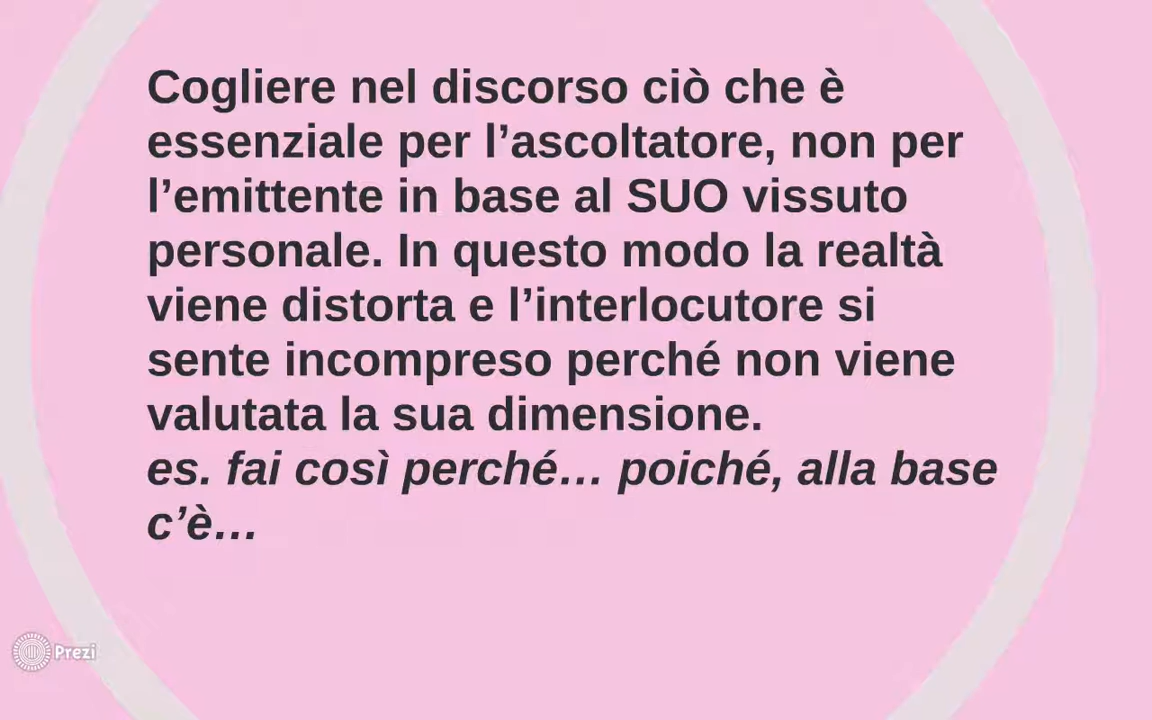 Cogliere nel discorso ciò che è
essenziale per l’ascoltatore, non per
l’emittente in base al SUO vissuto
personale. In questo modo la realtà
viene distorta e l’interlocutore si
sente incompreso perché non viene
valutata la sua dimensione.
es. fai così perché… poiché, alla base
c’è…
Prezi